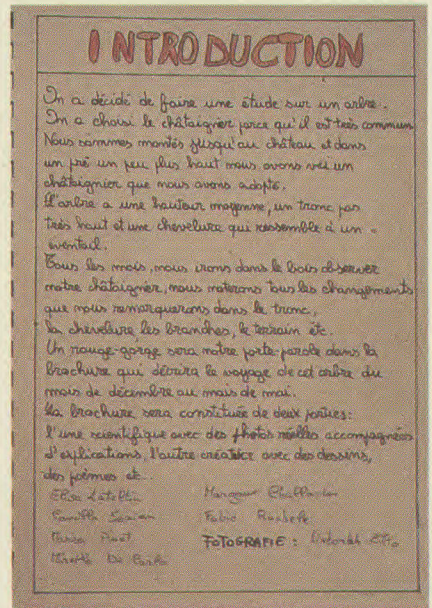 INTRODUCTION
On a décidé de faire une étude sur un arbre.
On a choisi le châtaignier parce qu'il est très commun
Nous sommes montés jusqu'au château et dans
un pré un peu plus haut nous avons vu un
châtaignier que nous avons adopté.
L'arbre a une hauteur moyenne, un tronc pas
très haut et une chevelure qui ressemble à un
éventail.
Tous les mois, nous irons dans le bois observer
notre châtaignier, nous noterons tous les changements
que nous remarquerons dans le tronc,
la chevelure, les branches, le terrain etc.
Un rouge-gorge sera notre porte-parole dans la
brochure qui décrira le voyage de cet arbre du
mois de décembre au mois de mai.
La brochure sera constituée de deux parties:
l'une scientifique avec des photos réelles accompagnées
d'explications, l'autre créative avec des dessins,
des poèmes etc..
Elisa
Fabio
FOTOGRAFIE : Deborah